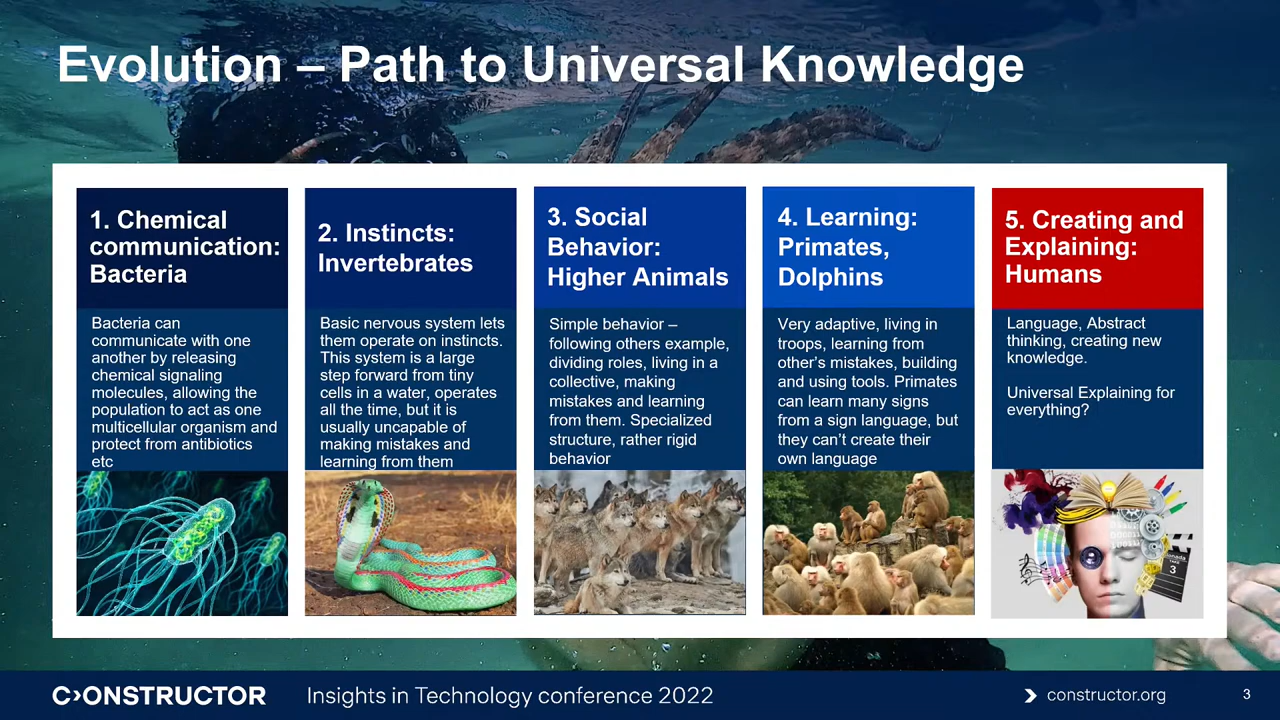 Evolution – Path to Universal Knowledge
1. Chemical
communication:
Bacteria
Bacteria can
communicate with one
another by releasing
chemical signaling
molecules, allowing the
population to act as one
multicellular organism and
protect from antibiotics
etc
2. Instincts:
Invertebrates
Basic nervous system lets
them operate on instincts.
This system is a large
step forward from tiny
cells in a water, operates
all the time, but it is
usually uncapable of
making mistakes and
learning from them
3. Social
Behavior:
Higher Animals
Simple behavior –
following others example,
dividing roles, living in a
collective, making
mistakes and learning
from them. Specialized
structure, rather rigid
behavior
4. Learning:
Primates,
Dolphins
Very adaptive, living in
troops, learning from
other’s mistakes, building
and using tools. Primates
can learn many signs
from a sign language, but
they can’t create their
own language
5. Creating and
Explaining:
Humans
Language, Abstract
thinking, creating new
knowledge.
Universal Explaining for
everything?
3
C›ONSTRUCTOR
Insights in Technology conference 2022
constructor.org
3